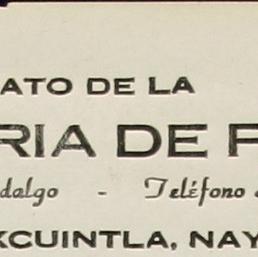 ATO DE LA
RIA DE
dalgo - Teléfono
XCUINTLA, NAY